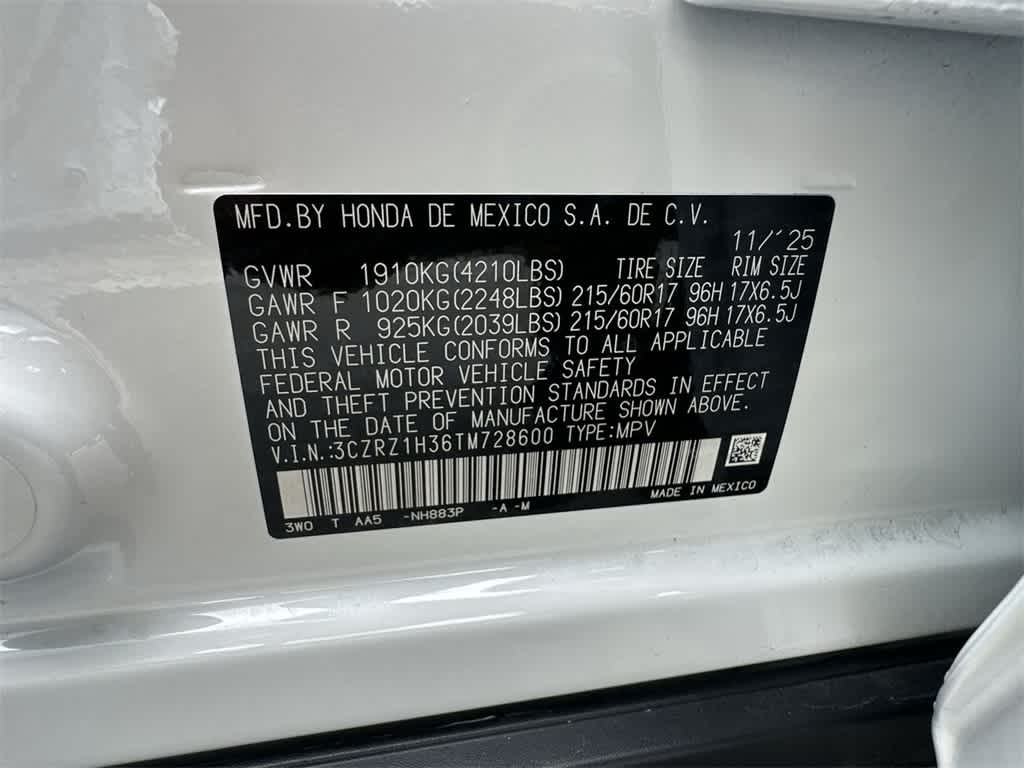 MFD.BY HONDA DE MEXICO S.A. DE C.V.
11/'25
GVWR 1910KG(4210LBS) TIRE SIZE RIM SIZE
GAWR F 1020KG(2248LBS) 215/60R17 96H 17X6.5J
GAWR R 925KG(2039LBS) 215/60R17 96H 17X6.5J
THIS VEHICLE CONFORMS TO ALL APPLICABLE
FEDERAL MOTOR VEHICLE SAFETY
AND THEFT PREVENTION STANDARDS IN EFFECT
ON THE DATE OF MANUFACTURE SHOWN ABOVE.
V.I.N.:3CZRZ1H36TM728600 TYPE:MPV
MADE IN MEXICO
3W0 T AA5 -NH883P -A -M